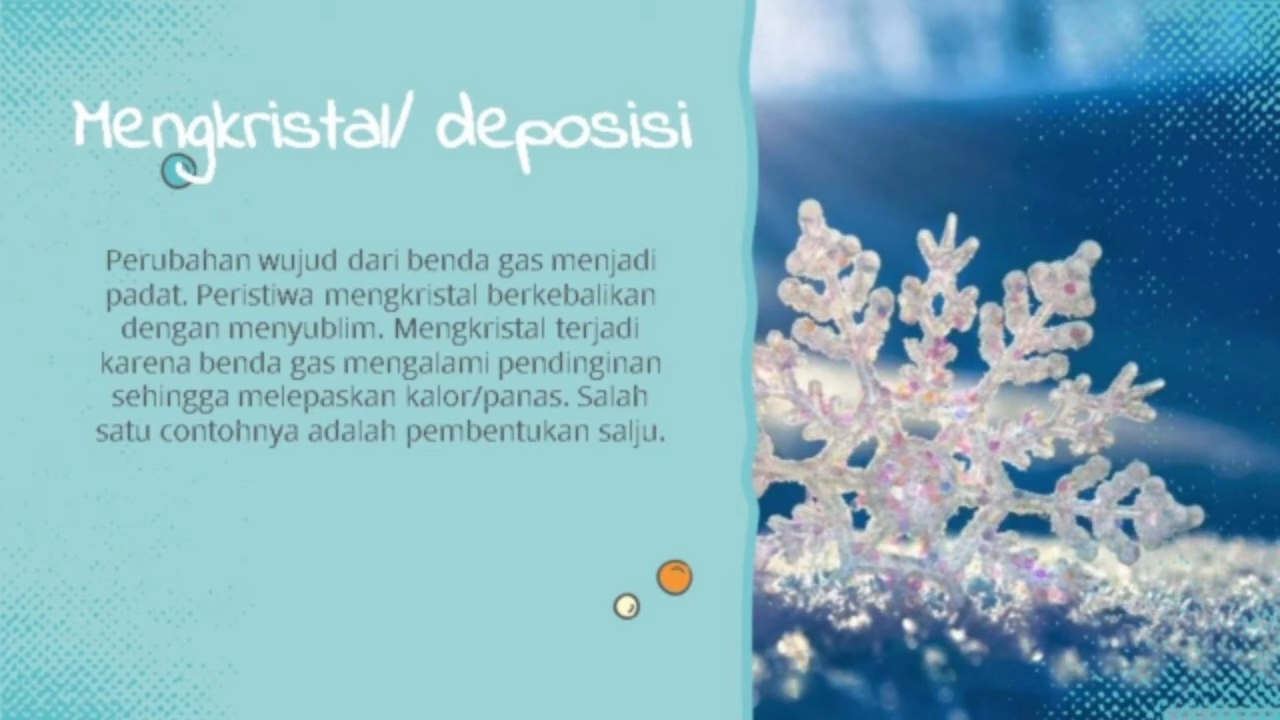 Mengkristal/ deposisi
Perubahan wujud dari benda gas menjadi
padat. Peristiwa mengkristal berkebalikan
dengan menyublim. Mengkristal terjadi
karena benda gas mengalami pendinginan
sehingga melepaskan kalor/panas. Salah
satu contohnya adalah pembentukan salju.